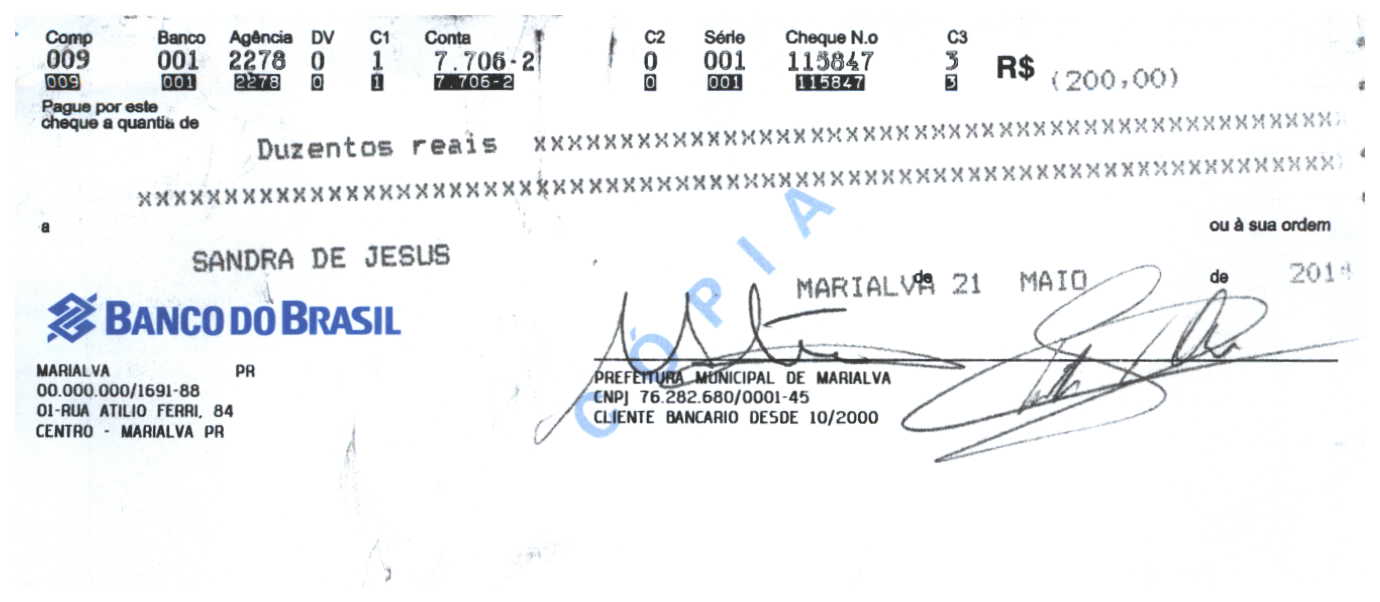 Comp Banco Agência DV C1 Conta C2 Série Cheque N.o C3
009 001 2278 0 1 7.706-2 0 001 115847 3 R$ (200,00)
009 001 2278 0 1 7.706-2 0 001 115847 3
Pague por este
cheque a quantia de
Duzentos reais xxxxxxxxxxxxxxxxxxxxxxxxxxxxxxxxxxxxxxxxxxxxxxxx
xxxxxxxxxxxxxxxxxxxxxxxxxxxxxxxxxxxxxxxxxxxxxxxxxxxxxxxxxxxxxxxxxxxxxx
a ou à sua ordem
SANDRA DE JESUS
MARIALVA de 21 MAIO de
BANCO DO BRASIL
CÓPIA
MARIALVA PR
00.000.000/1691-88
01-RUA ATILIO FERRI, 84
CENTRO - MARIALVA PR
PREFEITURA MUNICIPAL DE MARIALVA
CNPJ 76.282.680/0001-45
CLIENTE BANCARIO DESDE 10/2000